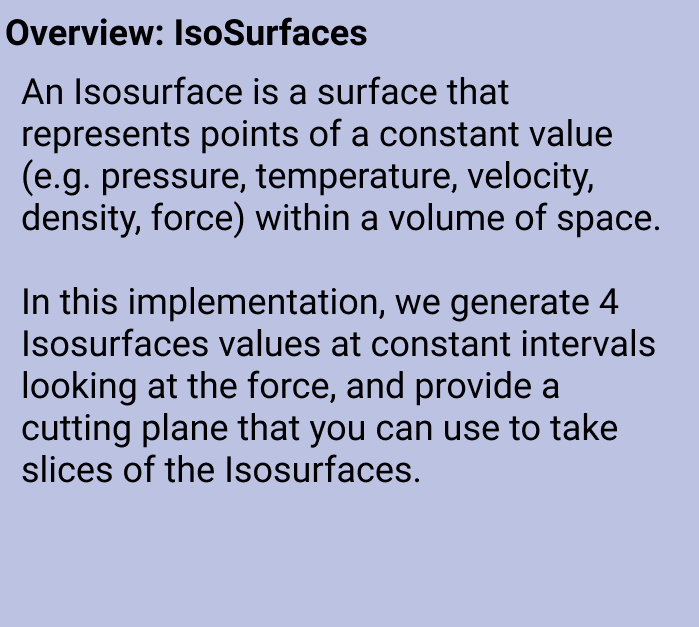 Overview: IsoSurfaces
An Isosurface is a surface that
represents points of a constant value
(e.g. pressure, temperature, velocity,
density, force) within a volume of space.
In this implementation, we generate 4
Isosurfaces values at constant intervals
looking at the force, and provide a
cutting plane that you can use to take
slices of the Isosurfaces.